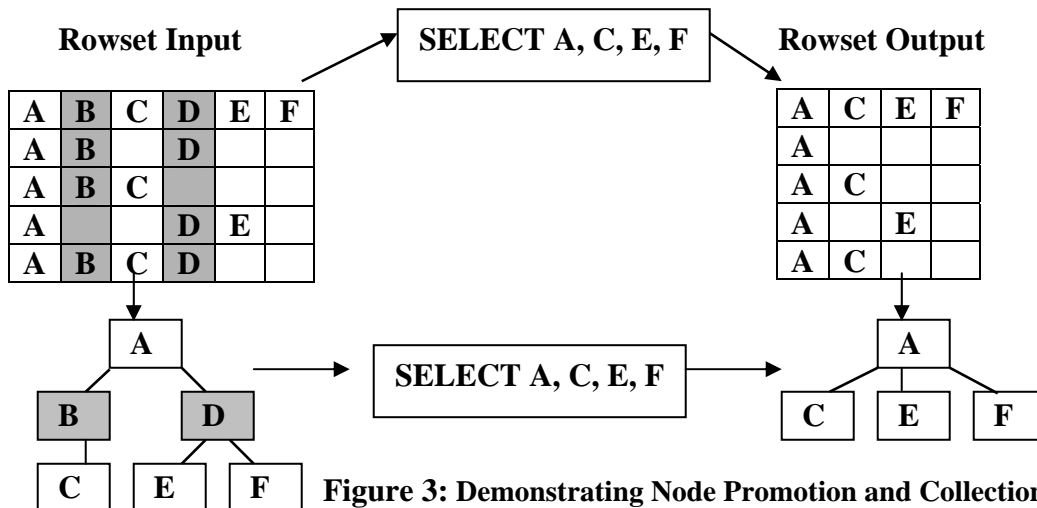 Rowset Input
SELECT A, C, E, F
Rowset Output
A B C D E F
A B D
A B C
A D E
A B C D
A C E F
A
A C
A E
A C
A
B D
C E F
SELECT A, C, E, F
A
C E F
Figure 3: Demonstrating Node Promotion and Collection